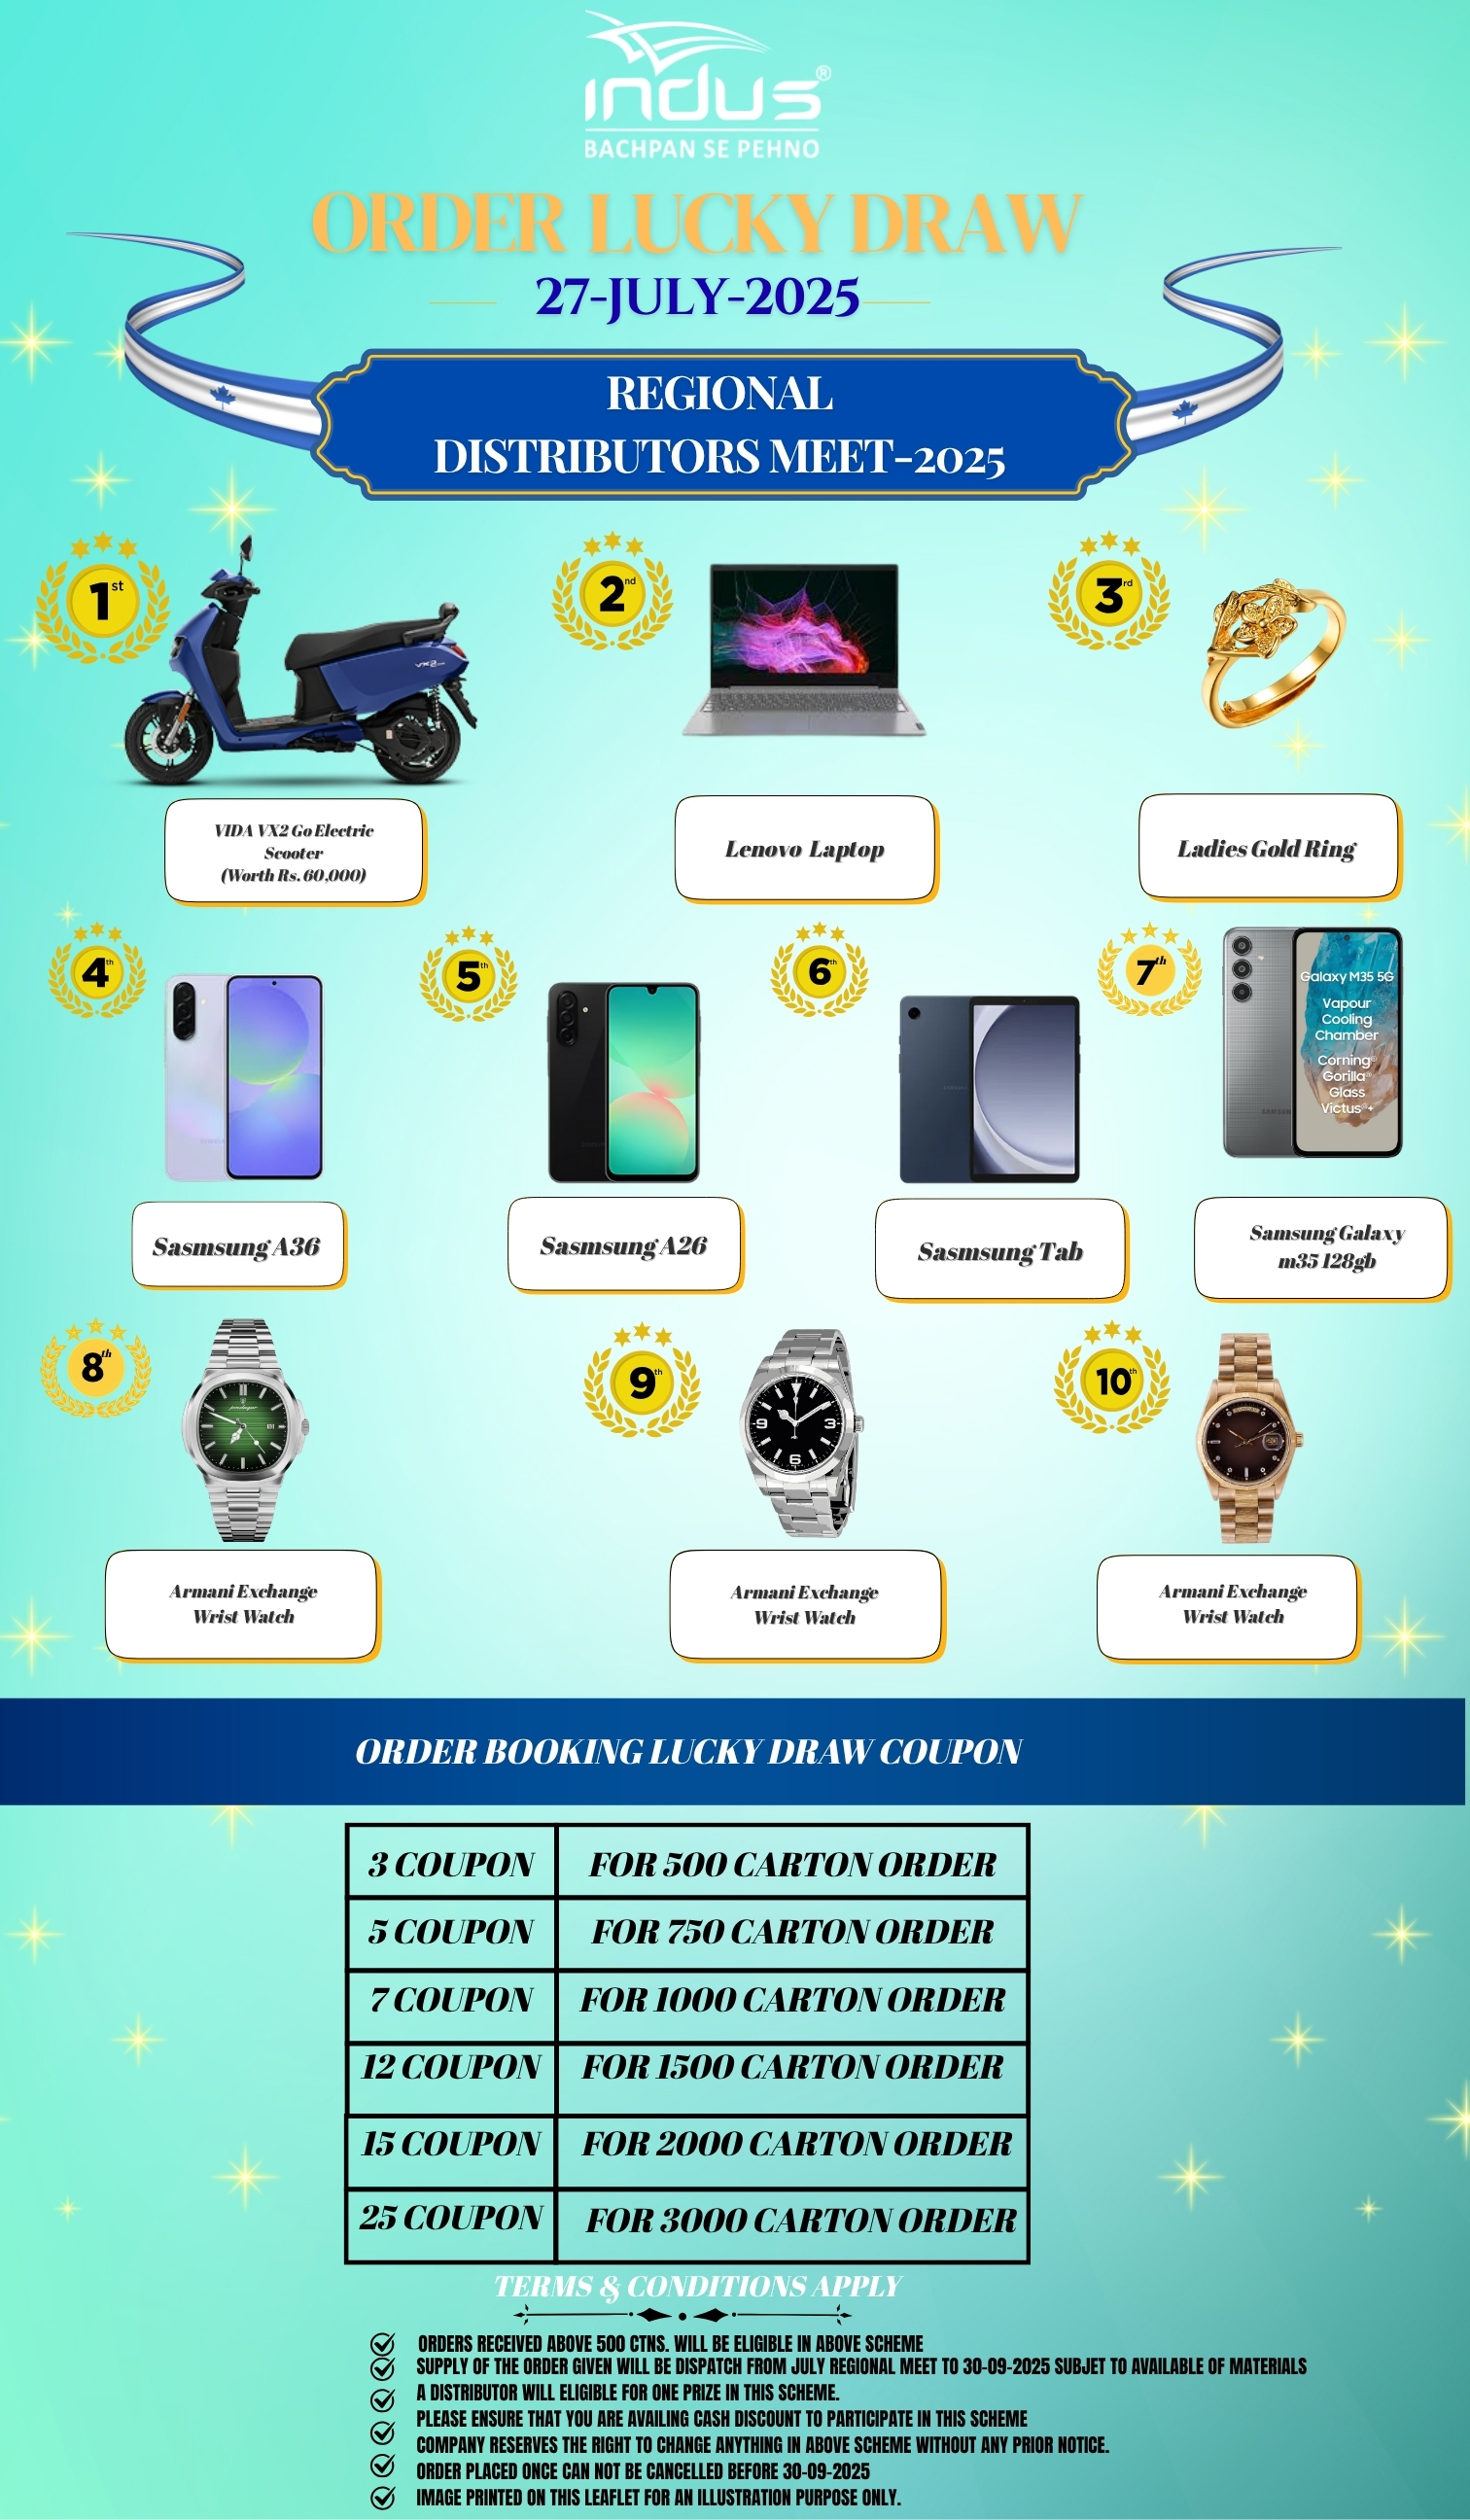 indus®
BACHPAN SE PEHNO
ORDER LUCKY DRAW
27-JULY-2025
REGIONAL
DISTRIBUTORS MEET-2025
1st
2nd
3rd
VX2
VIDA VX2 Go Electric
Scooter
(Worth Rs. 60,000)
Lenovo Laptop
Ladies Gold Ring
4th
5th
6th
7th
Galaxy M35 5G
Vapour
Cooling
Chamber
Corning®
Gorilla®
Glass
Victus®+
SAMSUNG
Sasmsung A36
Sasmsung A26
Sasmsung Tab
Samsung Galaxy
m35 128gb
8th
9th
10th
9 3
6
Armani Exchange
Wrist Watch
Armani Exchange
Wrist Watch
Armani Exchange
Wrist Watch
ORDER BOOKING LUCKY DRAW COUPON
3 COUPON FOR 500 CARTON ORDER
5 COUPON FOR 750 CARTON ORDER
7 COUPON FOR 1000 CARTON ORDER
12 COUPON FOR 1500 CARTON ORDER
15 COUPON FOR 2000 CARTON ORDER
25 COUPON FOR 3000 CARTON ORDER
TERMS & CONDITIONS APPLY
ORDERS RECEIVED ABOVE 500 CTNS. WILL BE ELIGIBLE IN ABOVE SCHEME
SUPPLY OF THE ORDER GIVEN WILL BE DISPATCH FROM JULY REGIONAL MEET TO 30-09-2025 SUBJET TO AVAILABLE OF MATERIALS
A DISTRIBUTOR WILL ELIGIBLE FOR ONE PRIZE IN THIS SCHEME.
PLEASE ENSURE THAT YOU ARE AVAILING CASH DISCOUNT TO PARTICIPATE IN THIS SCHEME
COMPANY RESERVES THE RIGHT TO CHANGE ANYTHING IN ABOVE SCHEME WITHOUT ANY PRIOR NOTICE.
ORDER PLACED ONCE CAN NOT BE CANCELLED BEFORE 30-09-2025
IMAGE PRINTED ON THIS LEAFLET FOR AN ILLUSTRATION PURPOSE ONLY.